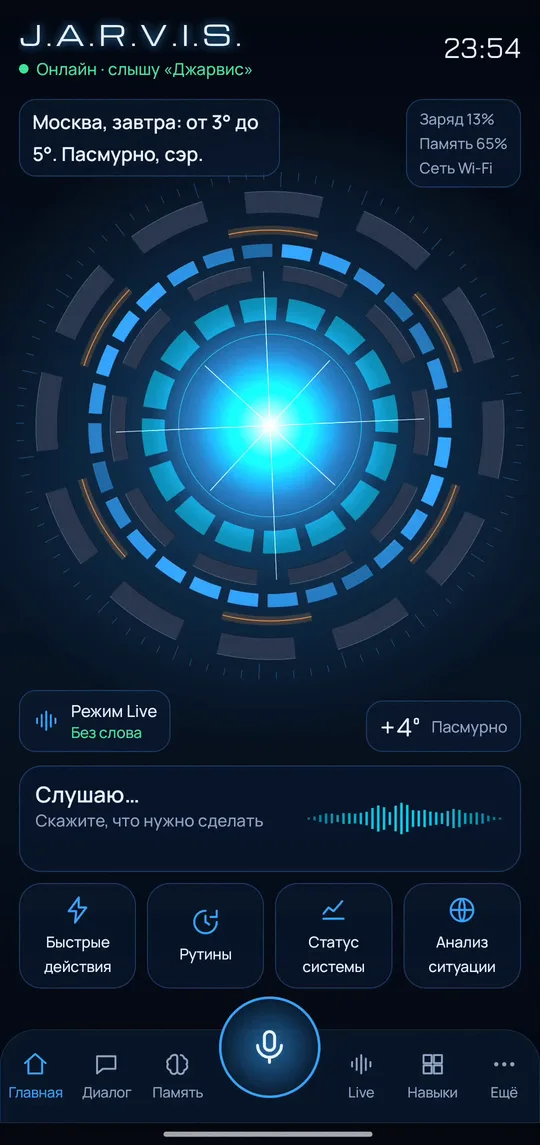 J.A.R.V.I.S.
23:54
Онлайн · слышу «Джарвис»
Москва, завтра: от 3° до
5°. Пасмурно, сэр.
Заряд 13%
Память 65%
Сеть Wi-Fi
Режим Live
Без слова
+4° Пасмурно
Слушаю...
Скажите, что нужно сделать
Быстрые
действия
Рутины
Статус
системы
Анализ
ситуации
Главная
Диалог
Память
Live
Навыки
Ещё